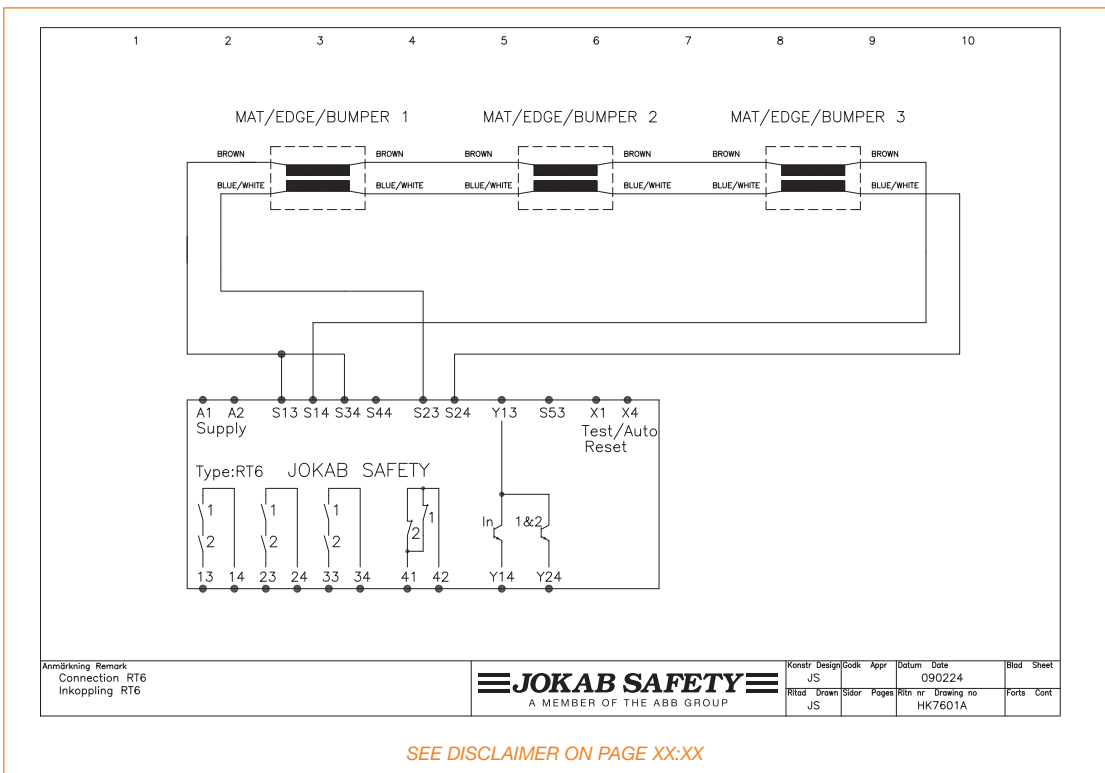 1 2 3 4 5 6 7 8 9 10
MAT/EDGE/BUMPER 1 MAT/EDGE/BUMPER 2 MAT/EDGE/BUMPER 3
BROWN BROWN BROWN BROWN BROWN BROWN
BLUE/WHITE BLUE/WHITE BLUE/WHITE BLUE/WHITE BLUE/WHITE BLUE/WHITE
A1 A2 S13 S14 S34 S44 S23 S24 Y13 S53 X1 X4
Supply Test/Auto
Reset
Type:RT6 JOKAB SAFETY
1 1 1 1 In 1&2
2 2 2 2
13 14 23 24 33 34 41 42 Y14 Y24
Anmärkning Remark
Connection RT6
Inkoppling RT6
JOKAB SAFETY
A MEMBER OF THE ABB GROUP
Konstr Design Godk Appr Datum Date Blad Sheet
JS 090224
Ritad Drawn Sidor Pages Ritn nr Drawing no Forts Cont
JS HK7601A
SEE DISCLAIMER ON PAGE XX:XX